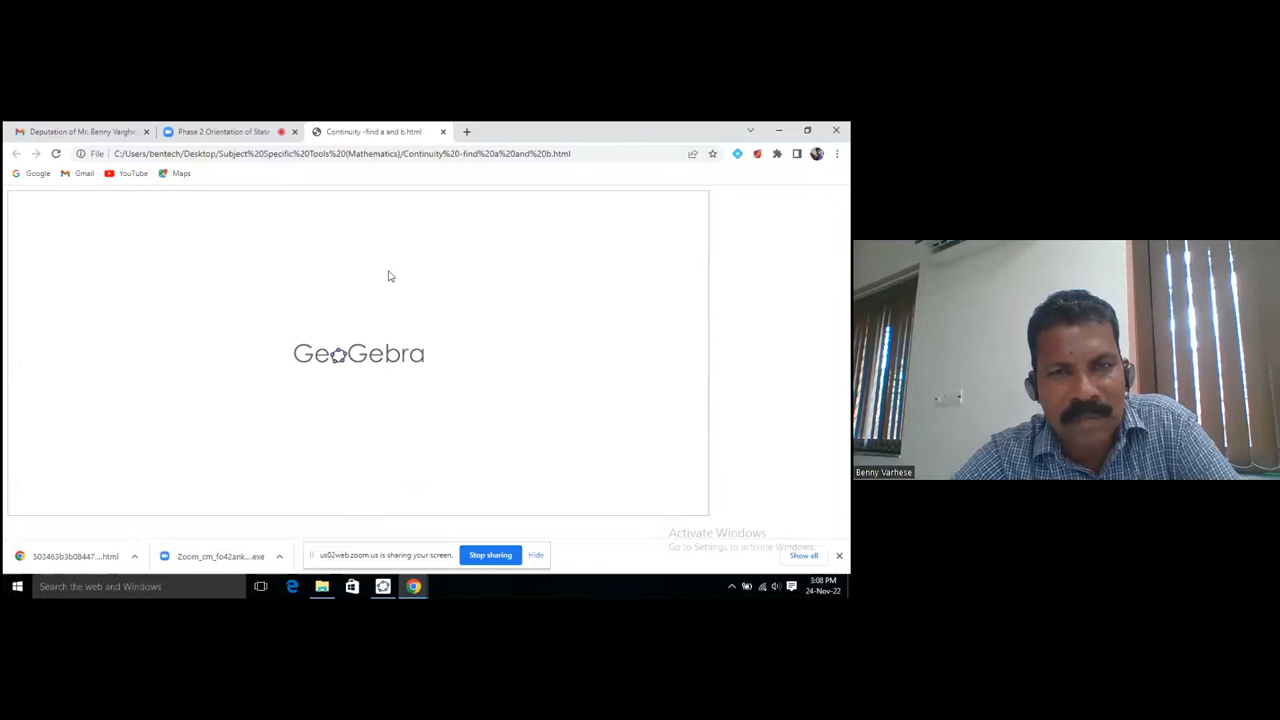 Deputation of Mr. Benny Varghe
Phase 2 Orientation of State
Continuity -find a and b.html
File
C:/Users/bentech/Desktop/Subject%20Specific%20Tools%20(Mathematics)/Continuity%20-find%20a%20and%20b.html
Google
Gmail
YouTube
Maps
GeoGebra
Benny Varhese
Activate Windows
Go to Settings to activate Windows.
S03463b3b08447....html
Zoom_cm_fo42ank....exe
us02web.zoom.us is sharing your screen.
Stop sharing
Hide
Show all
Search the web and Windows
3:08 PM
24-Nov-22